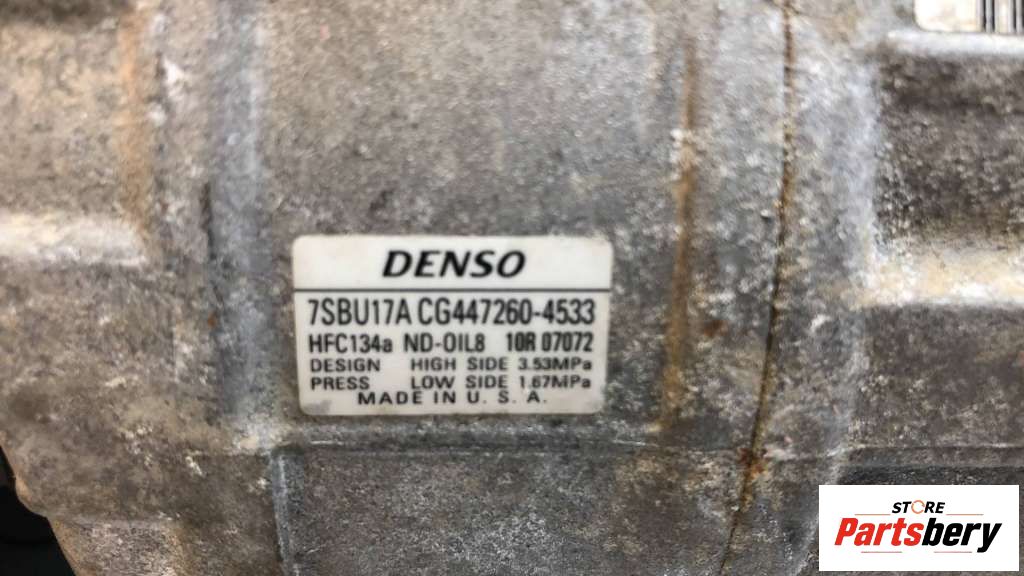 DENSO
7SBU17A CG447260-4533
HFC134a ND-OIL8 10R 07072
DESIGN HIGH SIDE 3.53MPa
PRESS LOW SIDE 1.67MPa
MADE IN U. S. A.
STORE
Partsbery